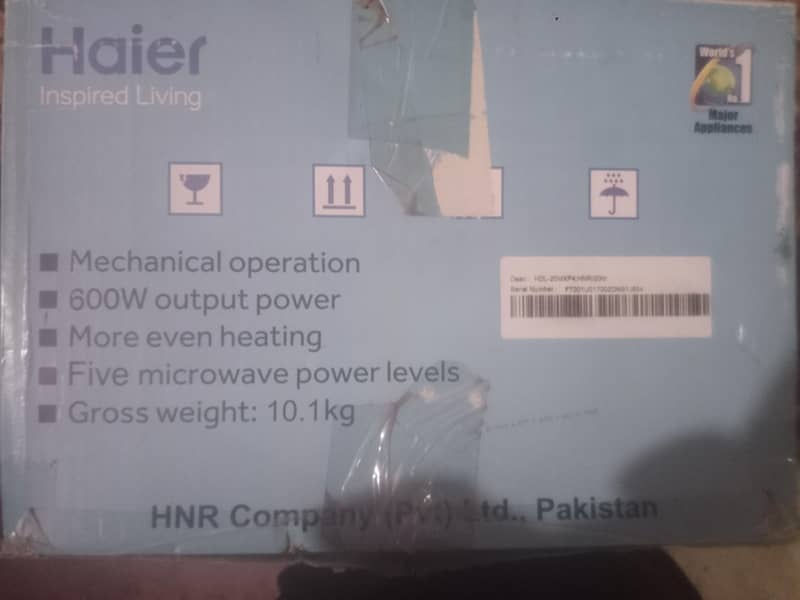 Haier
Inspired Living
World's
No.1
Major
Appliances
Mechanical operation
600W output power
More even heating
Five microwave power levels
Gross weight: 10.1kg
Serial Number:
HNR Company (Pvt) Ltd., Pakistan